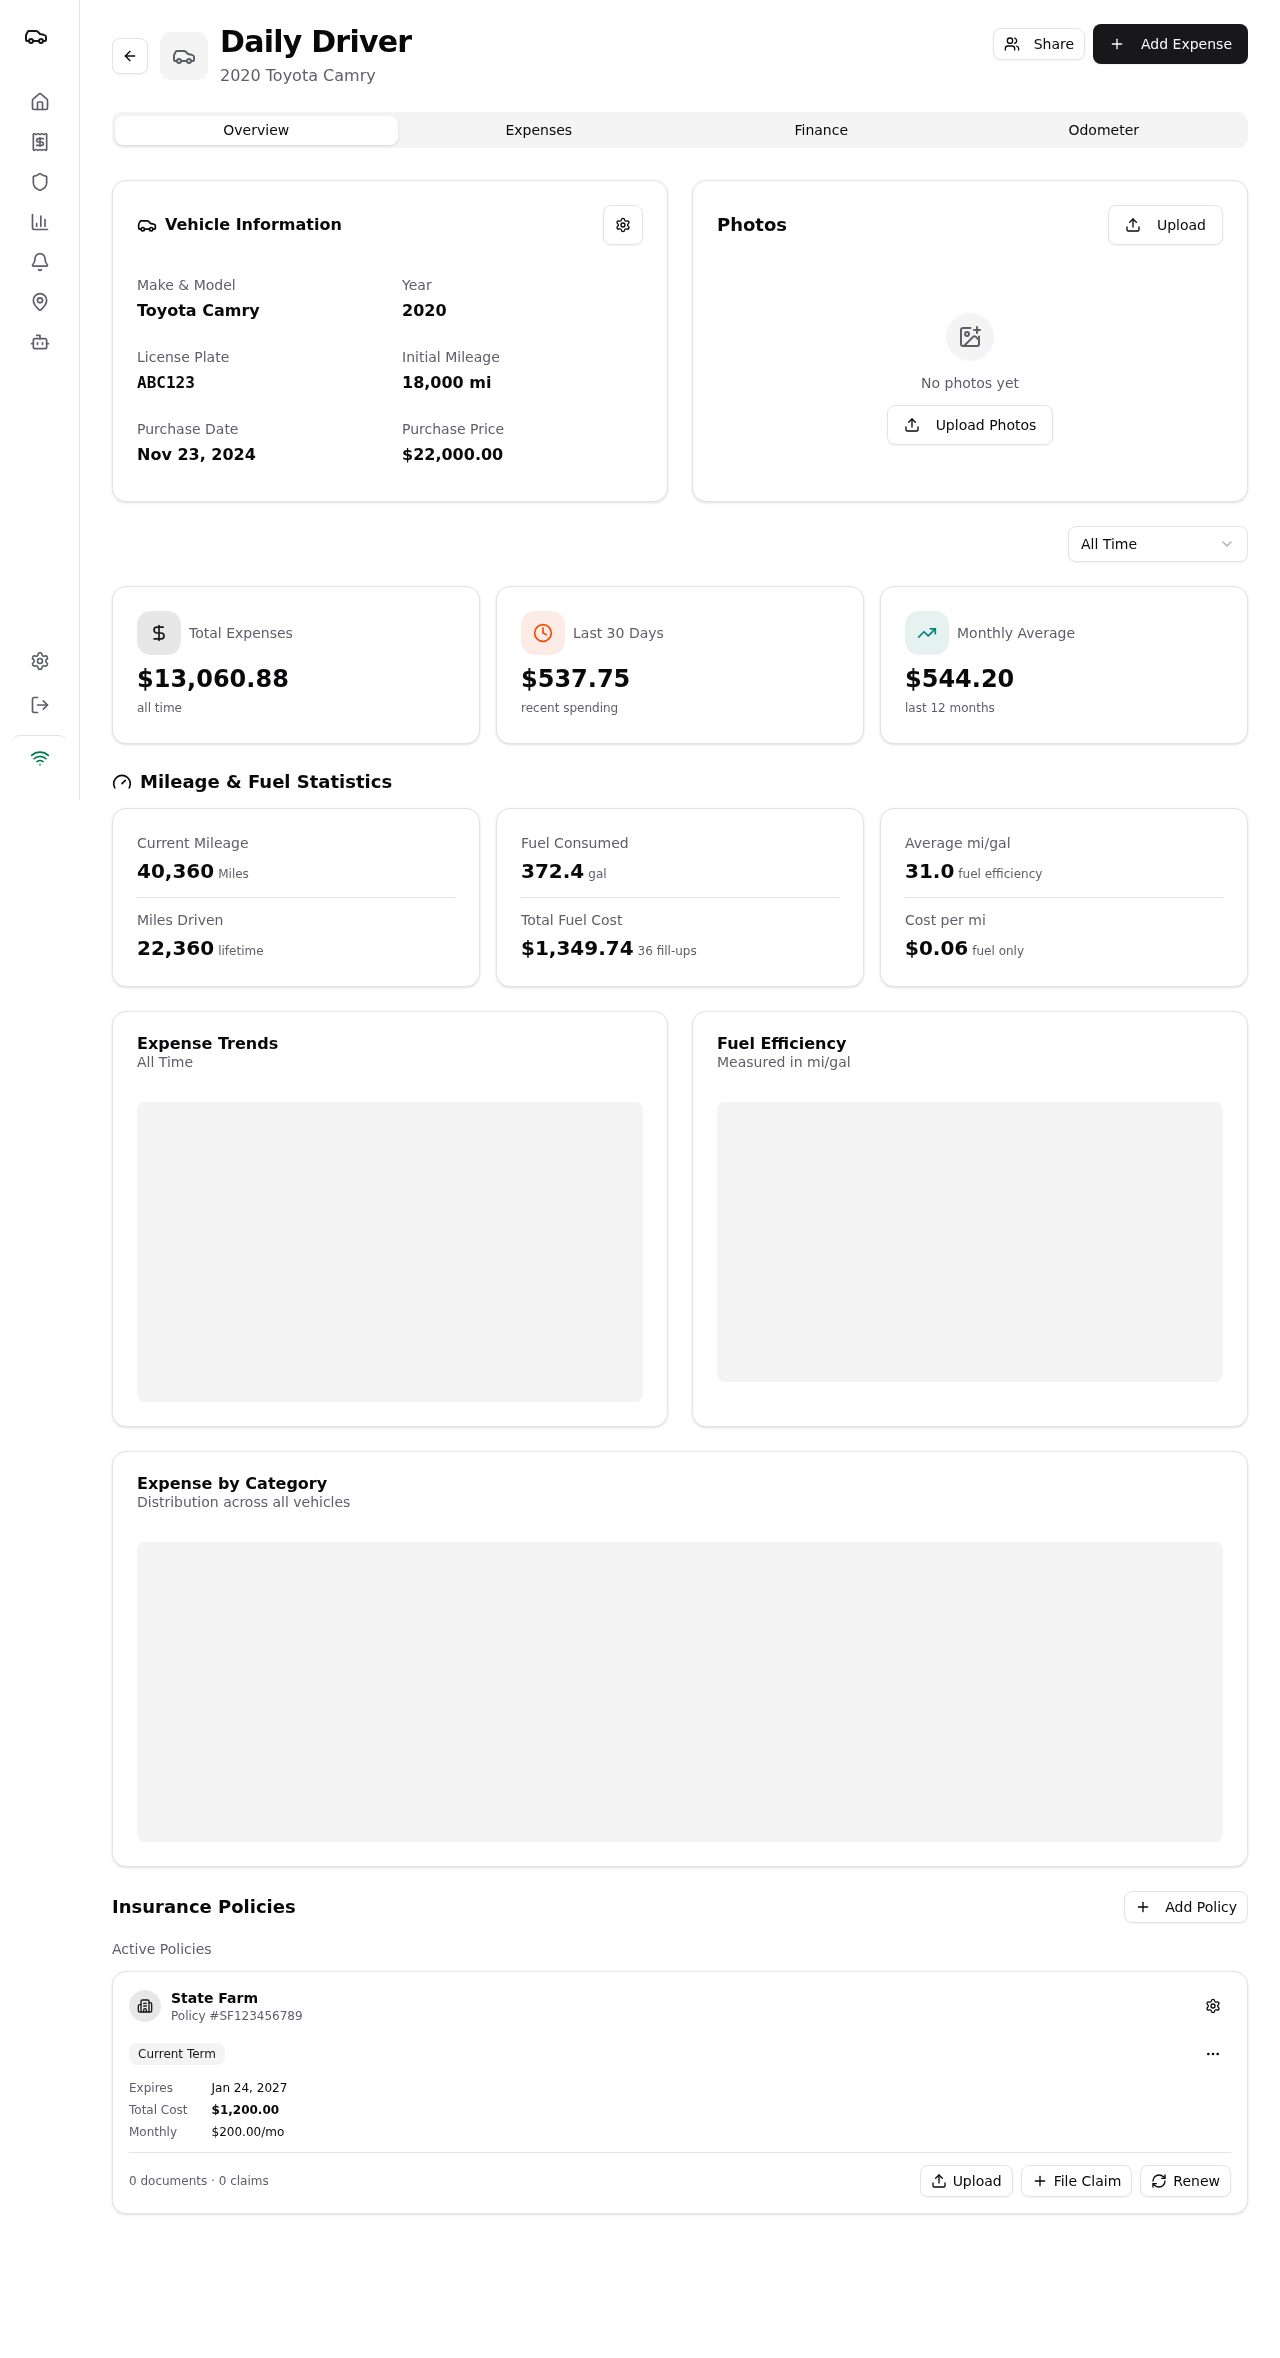 Daily Driver
2020 Toyota Camry
Share
Add Expense
Overview
Expenses
Finance
Odometer
Vehicle Information
Make & Model
Toyota Camry
Year
2020
License Plate
ABC123
Initial Mileage
18,000 mi
Purchase Date
Nov 23, 2024
Purchase Price
$22,000.00
Photos
Upload
No photos yet
Upload Photos
All Time
Total Expenses
$13,060.88
all time
Last 30 Days
$537.75
recent spending
Monthly Average
$544.20
last 12 months
Mileage & Fuel Statistics
Current Mileage
40,360 Miles
Miles Driven
22,360 lifetime
Fuel Consumed
372.4 gal
Total Fuel Cost
$1,349.74 36 fill-ups
Average mi/gal
31.0 fuel efficiency
Cost per mi
$0.06 fuel only
Expense Trends
All Time
Fuel Efficiency
Measured in mi/gal
Expense by Category
Distribution across all vehicles
Insurance Policies
Add Policy
Active Policies
State Farm
Policy #SF123456789
Current Term
Expires Jan 24, 2027
Total Cost $1,200.00
Monthly $200.00/mo
0 documents · 0 claims
Upload
File Claim
Renew